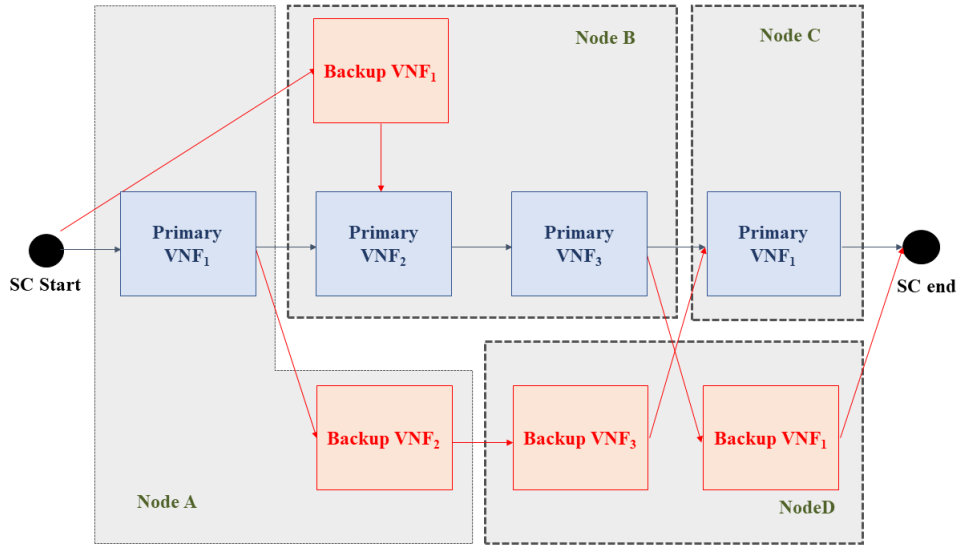 Node B
Node C
Backup VNF₁
Primary
VNF₁
Primary
VNF₂
Primary
VNF₃
Primary
VNF₁
SC Start
SC end
Backup VNF₂
Backup VNF₃
Backup VNF₁
Node A
NodeD